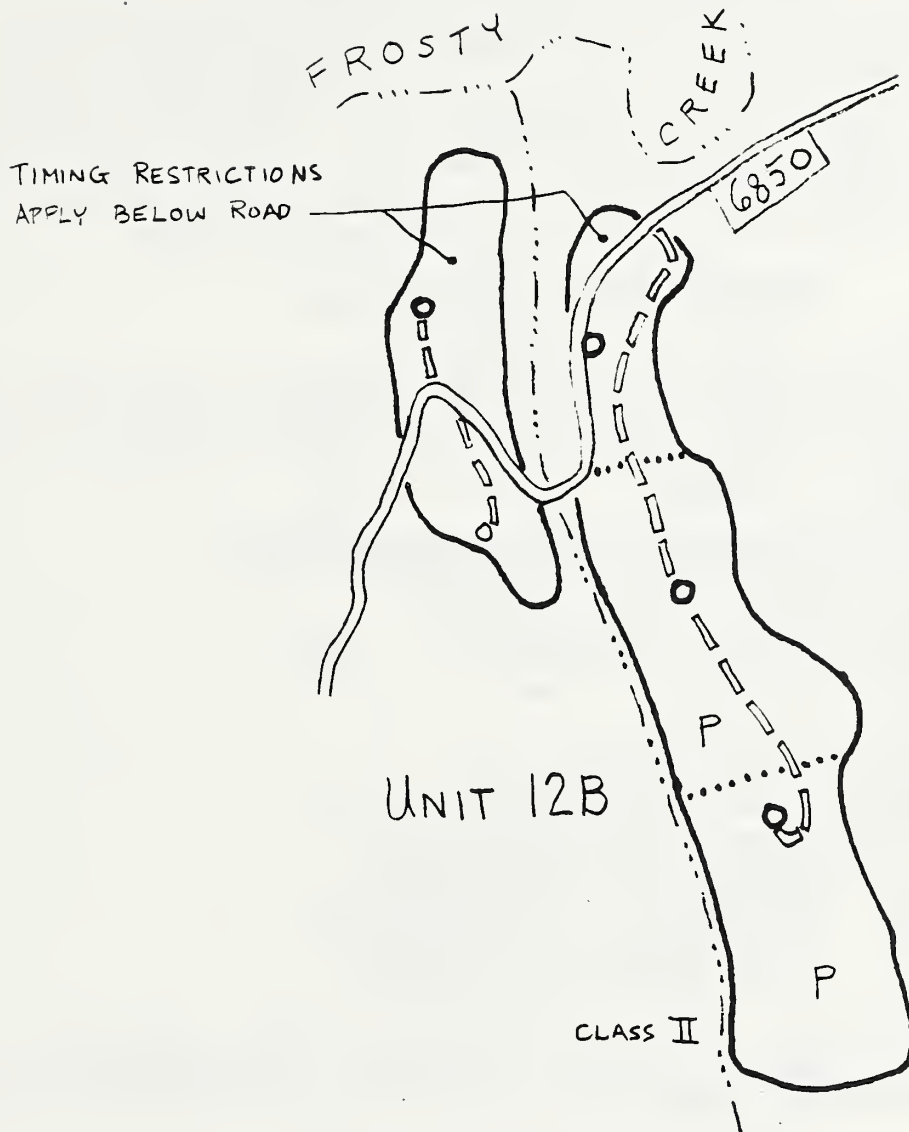 FROSTY
CREEK
TIMING RESTRICTIONS
APPLY BELOW ROAD
6850
P
UNIT 12B
P
CLASS II